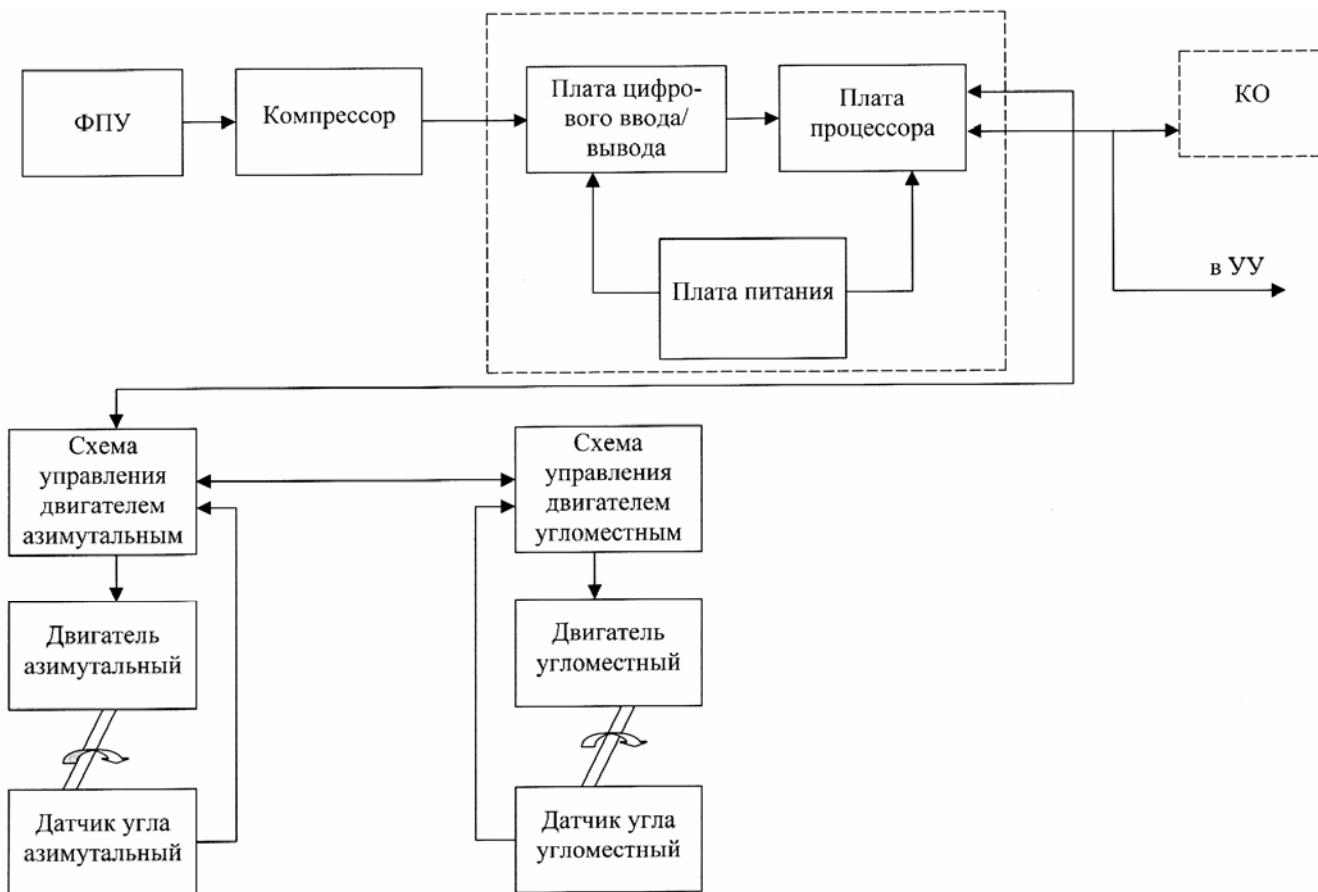 ФПУ
Компрессор
Плата цифро-
вого ввода/
вывода
Плата
процессора
КО
Плата питания
в УУ
Схема
управления
двигателем
азимутальным
Схема
управления
двигателем
угломестным
Двигатель
азимутальный
Двигатель
угломестный
Датчик угла
азимутальный
Датчик угла
угломестный